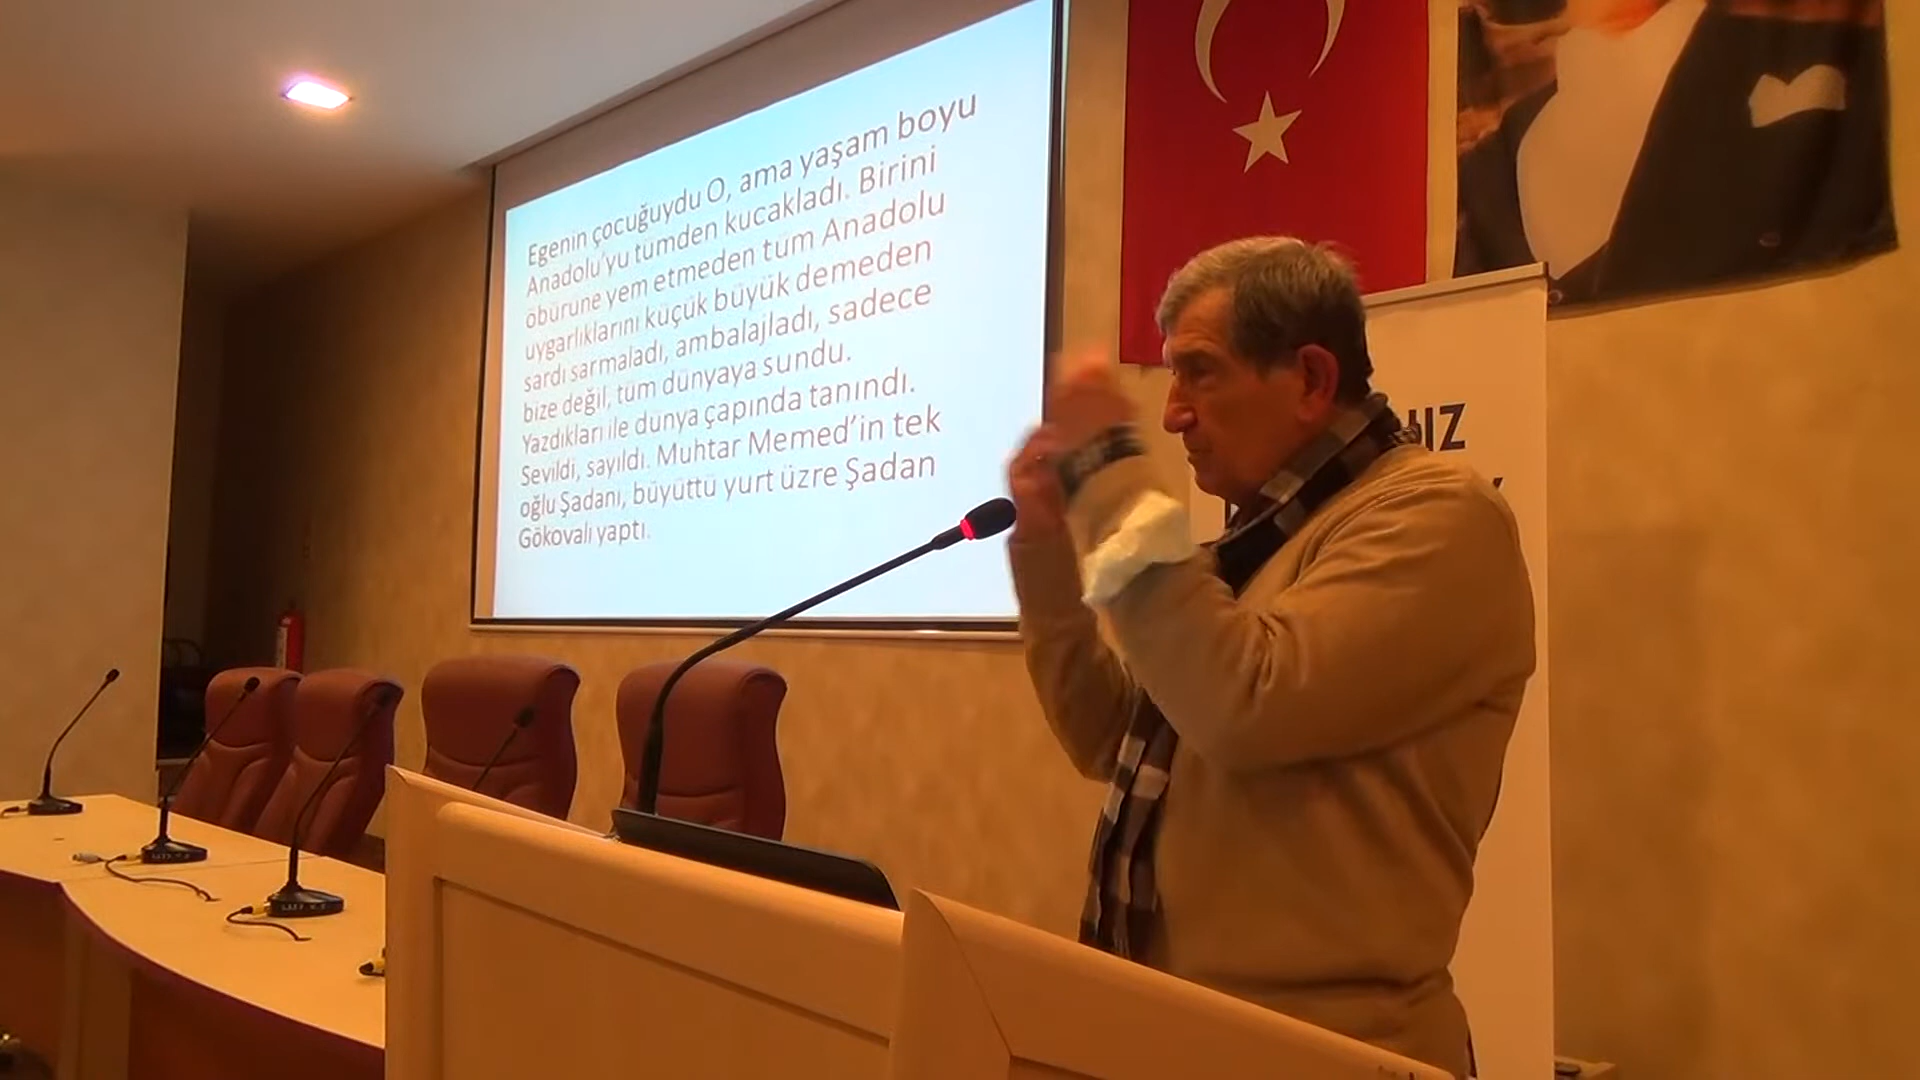 Egenin çocuğuydu O, ama yaşam boyu
Anadolu'yu tümden kucakladı. Birini
öbürüne yem etmeden tüm Anadolu
uygarlıklarını küçük büyük demeden
sardı sarmaladı, ambalajladı, sadece
bize değil, tüm dünyaya sundu.
Yazdıkları ile dünya çapında tanındı.
Sevildi, sayıldı. Muhtar Memed'in tek
oğlu Şadanı, büyüttü yurt üzre Şadan
Gökovalı yaptı.